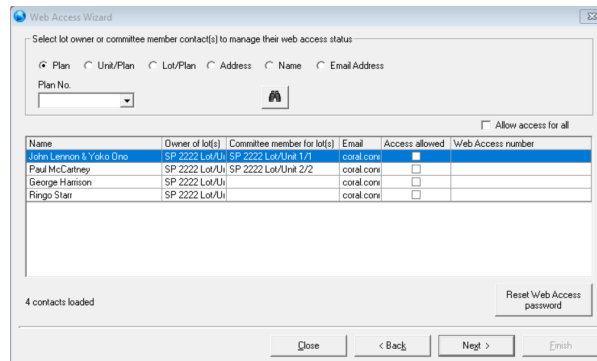 Web Access Wizard
Select lot owner or committee member contact(s) to manage their web access status
Plan Unit/Plan Lot/Plan Address Name Email Address
Plan No.
Allow access for all
Name Owner of lot(s) Committee member for lot(s) Email Access allowed Web Access number
John Lennon & Yoko Ono SP 2222 Lot/Ui SP 2222 Lot/Unit 1/1 coral.coni
Paul McCartney SP 2222 Lot/Ui SP 2222 Lot/Unit 2/2 coral.coni
George Harrison SP 2222 Lot/Ui coral.coni
Ringo Starr SP 2222 Lot/Ui coral.coni
4 contacts loaded
Reset Web Access
password
Close < Back Next > Finish